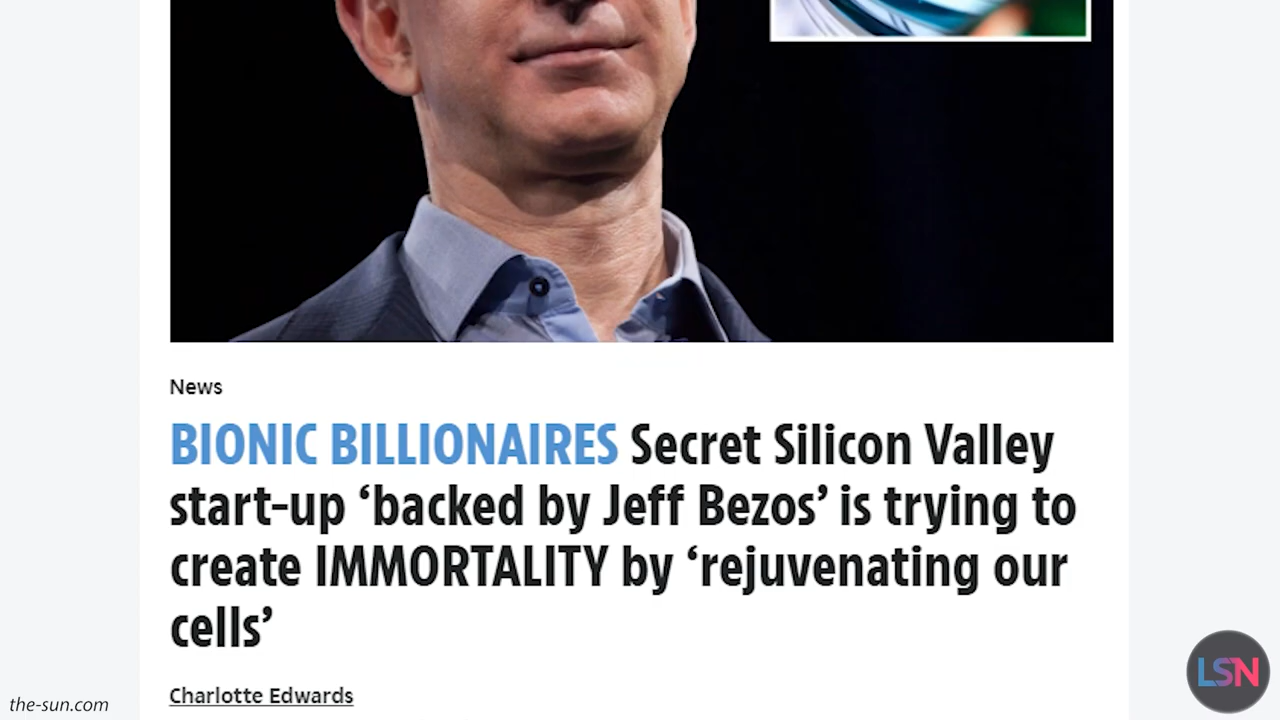 News
BIONIC BILLIONAIRES Secret Silicon Valley
start-up ‘backed by Jeff Bezos’ is trying to
create IMMORTALITY by ‘rejuvenating our
cells’
Charlotte Edwards
the-sun.com
LSN